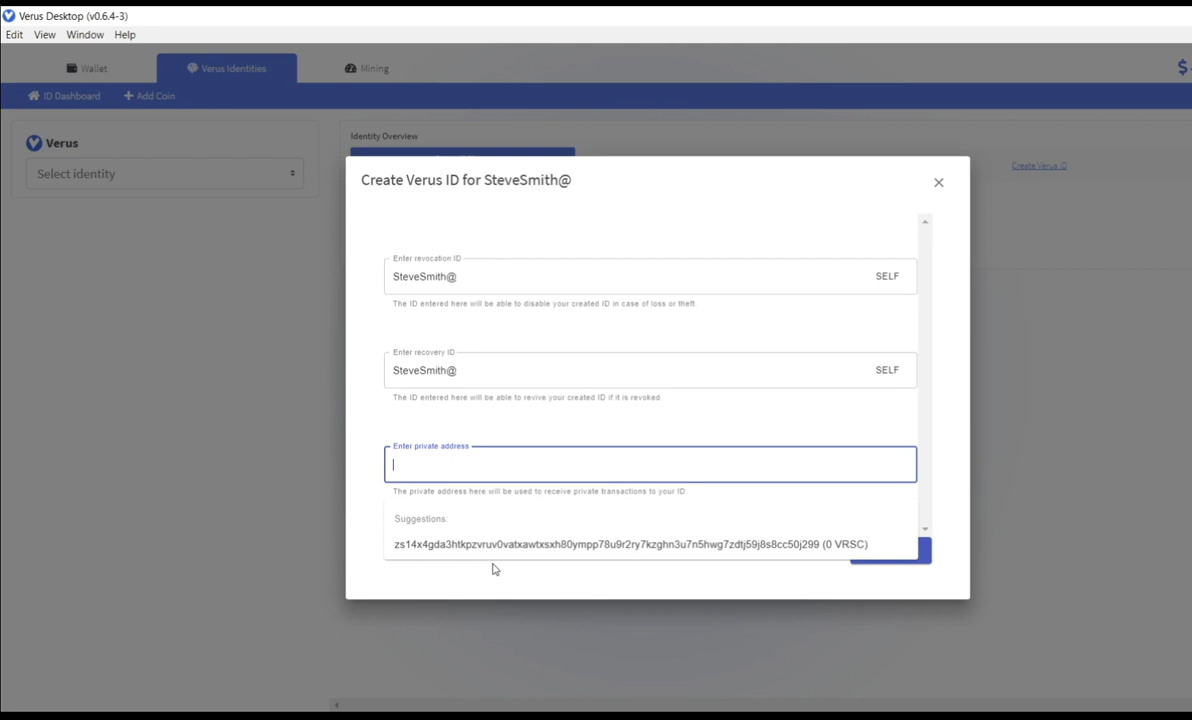 Verus Desktop (v0.6.4-3)
Edit View Window Help
Wallet Verus Identities Mining $
ID Dashboard Add Coin
Verus
Select identity
Identity Overview
Create Verus ID
Create Verus ID for SteveSmith@
Enter revocation ID
SteveSmith@ SELF
The ID entered here will be able to disable your created ID in case of loss or theft.
Enter recovery ID
SteveSmith@ SELF
The ID entered here will be able to revive your created ID if it is revoked.
Enter private address
The private address here will be used to receive private transactions to your ID.
Suggestions:
zs14x4gda3htkpzvruv0vatxawtxsxh80ympp78u9r2ry7kzghn3u7n5hwg7zdtj59j8s8cc50j299 (0 VRSC)